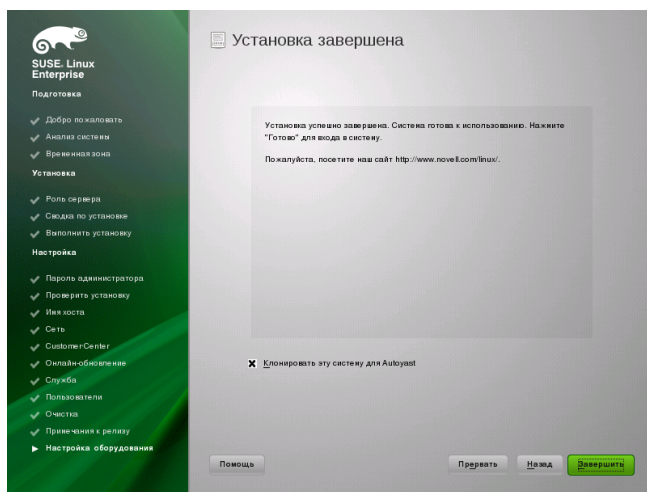 SUSE. Linux
Enterprise
Подготовка
Добро пожаловать
Анализ системы
Временная зона
Установка
Роль сервера
Сводка по установке
Выполнить установку
Настройка
Пароль администратора
Проверить установку
Имя хоста
Сеть
CustomerCenter
Онлайн-обновление
Служба
Пользователи
Очистка
Примечания к релизу
Настройка оборудования
Установка завершена
Установка успешно завершена. Система готова к использованию. Нажмите
"Готово" для входа в систему.
Пожалуйста, посетите наш сайт http://www.novell.com/linux/.
Клонировать эту систему для Autoyast
Помощь
Прервать
Назад
Завершить